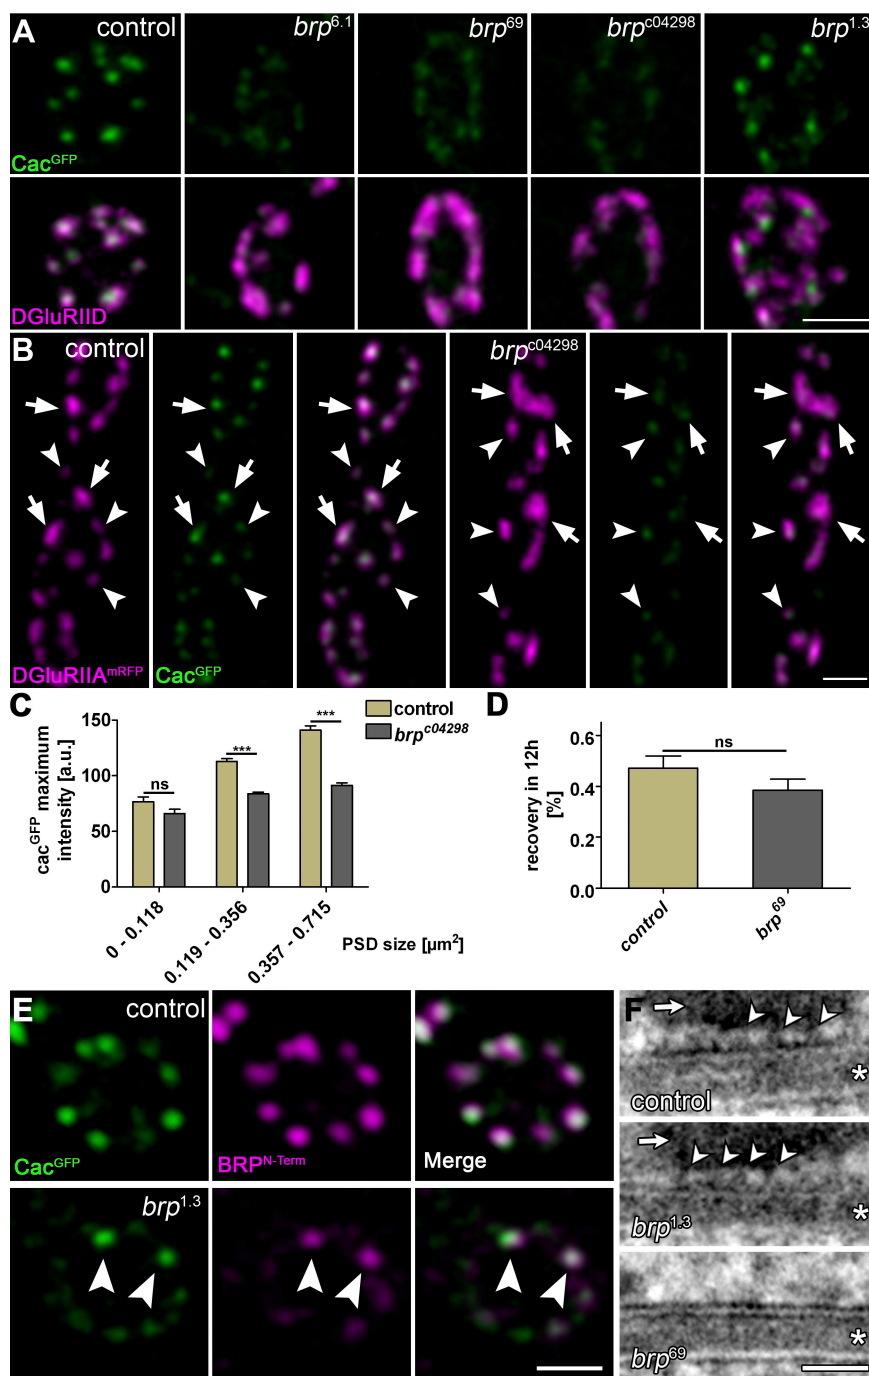 A control brp6.1 brp69 brpc04298 brp1.3
CacGFP
DGluRIID
B control brpc04298
DGluRIIAmRFP CacGFP
C
control
brpc04298
cacGFP maximum
intensity [a.u.]
150
100
50
0
ns
***
***
0 - 0.118
0.119 - 0.356
0.357 - 0.715
PSD size [µm2]
D
recovery in 12h
[%]
0.6
0.4
0.2
0.0
ns
control
brp69
E control
CacGFP BRPN-Term Merge
brp1.3
F
*
control
*
brp1.3
*
brp69